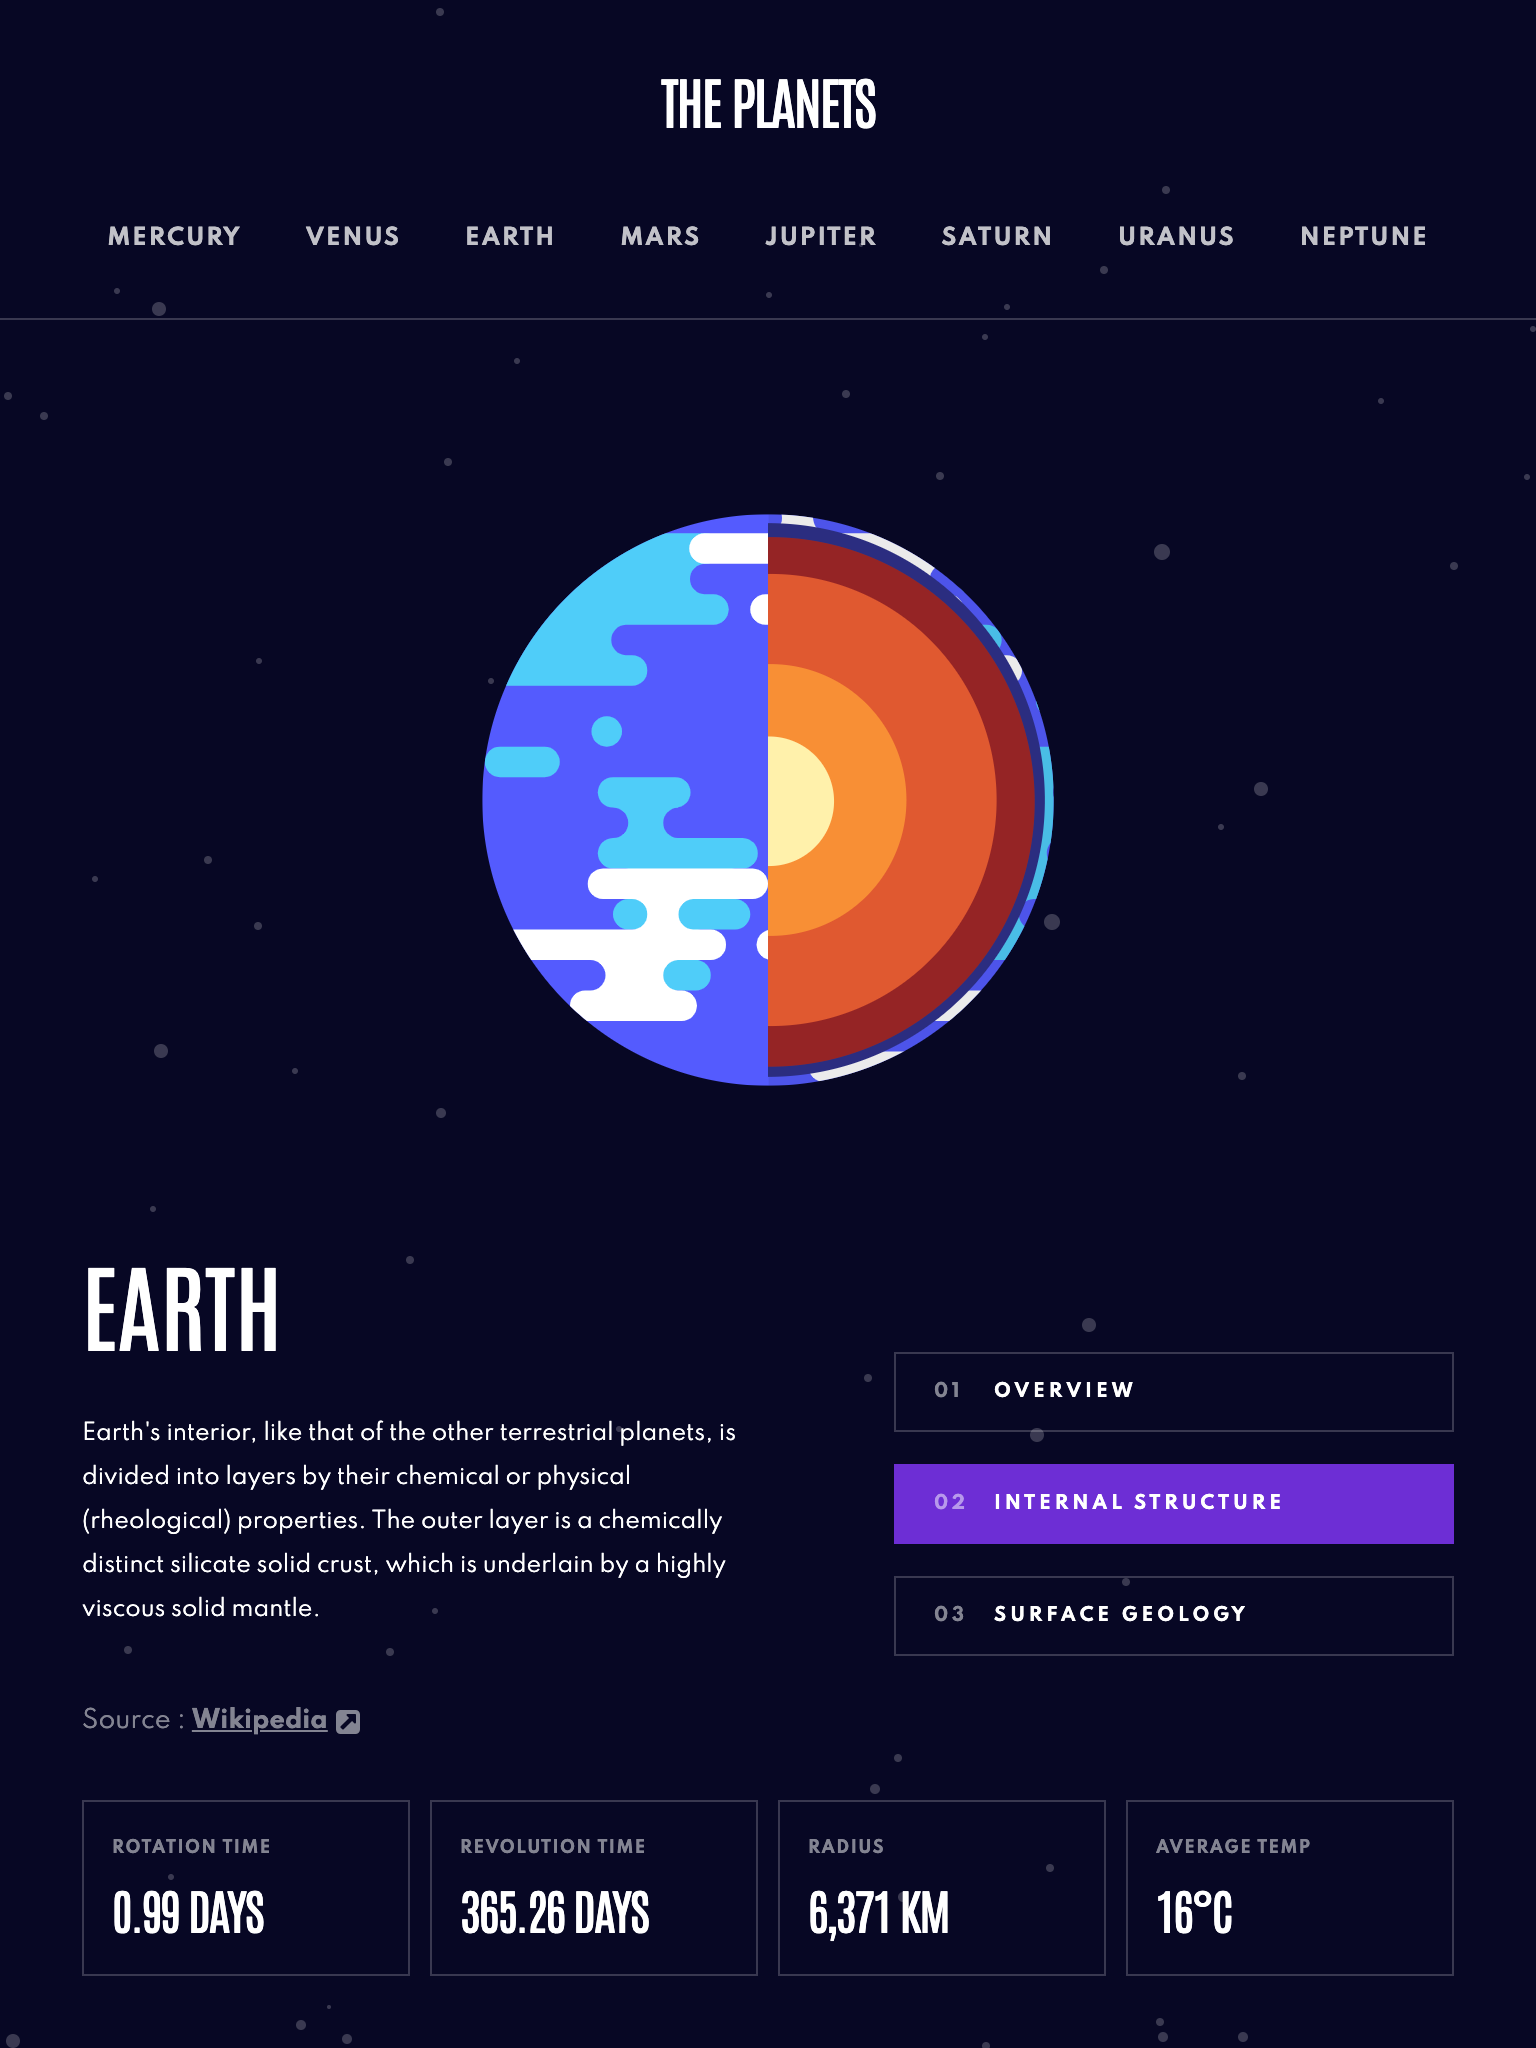 THE PLANETS
MERCURY VENUS EARTH MARS JUPITER SATURN URANUS NEPTUNE
EARTH
Earth's interior, like that of the other terrestrial planets, is
divided into layers by their chemical or physical
(rheological) properties. The outer layer is a chemically
distinct silicate solid crust, which is underlain by a highly
viscous solid mantle.
Source : Wikipedia
01 OVERVIEW
02 INTERNAL STRUCTURE
03 SURFACE GEOLOGY
ROTATION TIME
0.99 DAYS
REVOLUTION TIME
365.26 DAYS
RADIUS
6,371 KM
AVERAGE TEMP
16°C